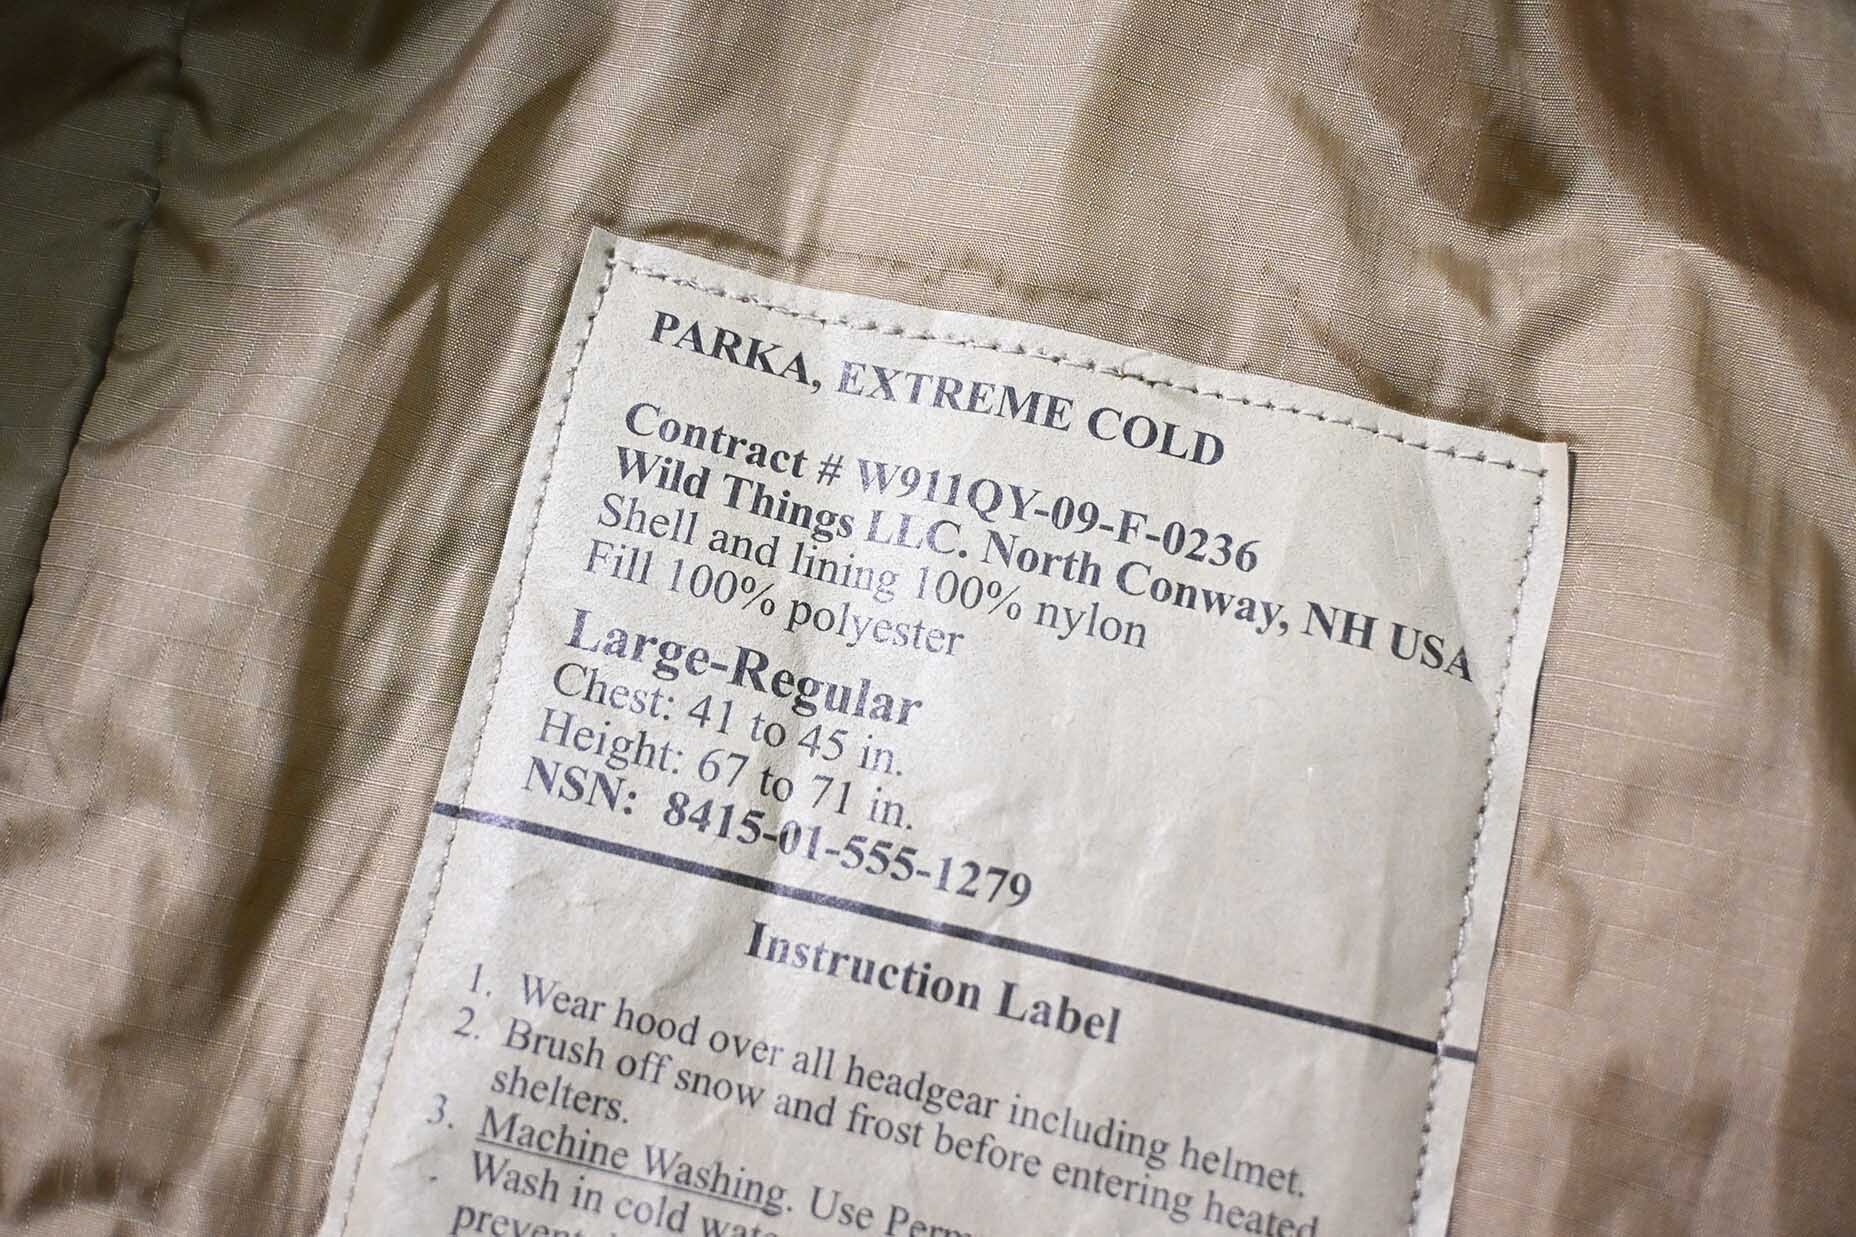 PARKA, EXTREME COLD
Contract # W911QY-09-F-0236
Wild Things LLC. North Conway, NH USA
Shell and lining 100% nylon
Fill 100% polyester
Large-Regular
Chest: 41 to 45 in.
Height: 67 to 71 in.
NSN: 8415-01-555-1279
Instruction Label
1. Wear hood over all headgear including helmet.
2. Brush off snow and frost before entering heated
shelters.
3. Machine Washing. Use
Wash in cold